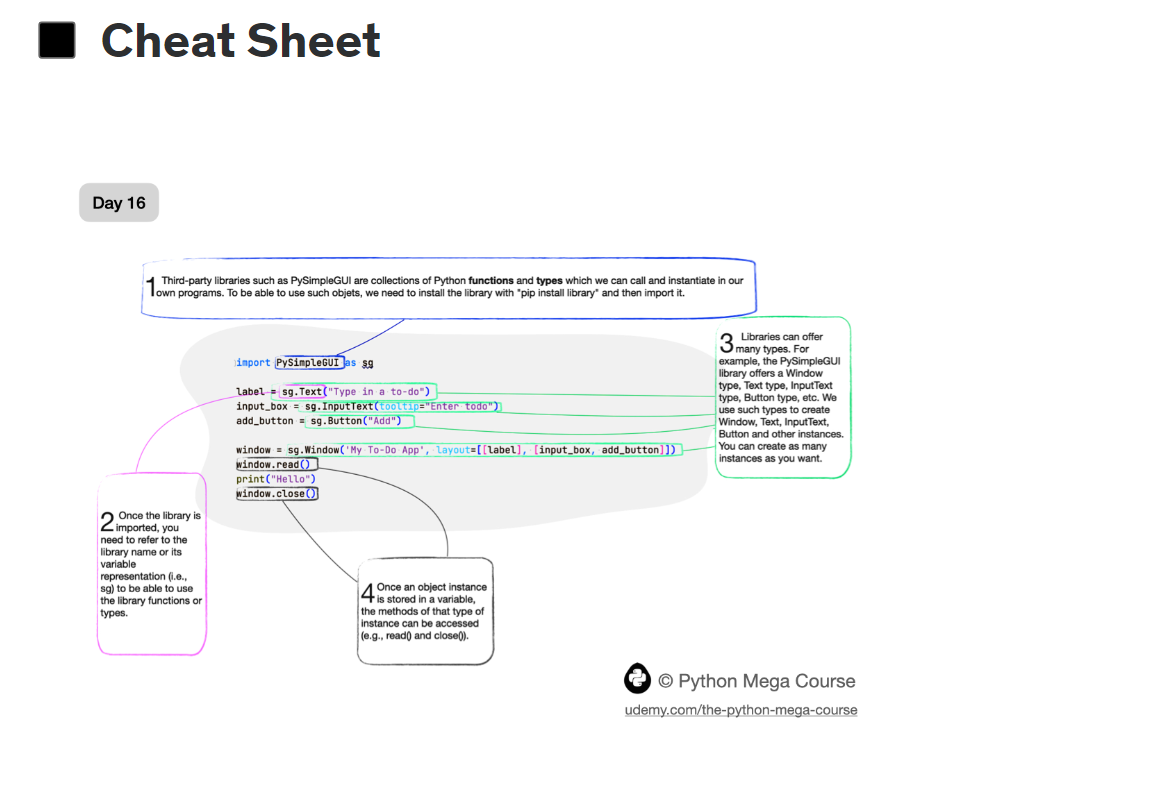 Cheat Sheet
Day 16
1 Third-party libraries such as PySimpleGUI are collections of Python functions and types which we can call and instantiate in our
own programs. To be able to use such objets, we need to install the library with "pip install library" and then import it.
import PySimpleGUI as sg
label = sg.Text("Type in a to-do")
input_box = sg.InputText(tooltip="Enter todo")
add_button = sg.Button("Add")
window = sg.Window('My To-Do App', layout=[[label], [input_box, add_button]])
window.read()
print("Hello")
window.close()
3 Libraries can offer
many types. For
example, the PySimpleGUI
library offers a Window
type, Text type, InputText
type, Button type, etc. We
use such types to create
Window, Text, InputText,
Button and other instances.
You can create as many
instances as you want.
2 Once the library is
imported, you
need to refer to the
library name or its
variable
representation (i.e.,
sg) to be able to use
the library functions or
types.
4 Once an object instance
is stored in a variable,
the methods of that type of
instance can be accessed
(e.g., read() and close()).
© Python Mega Course
udemy.com/the-python-mega-course